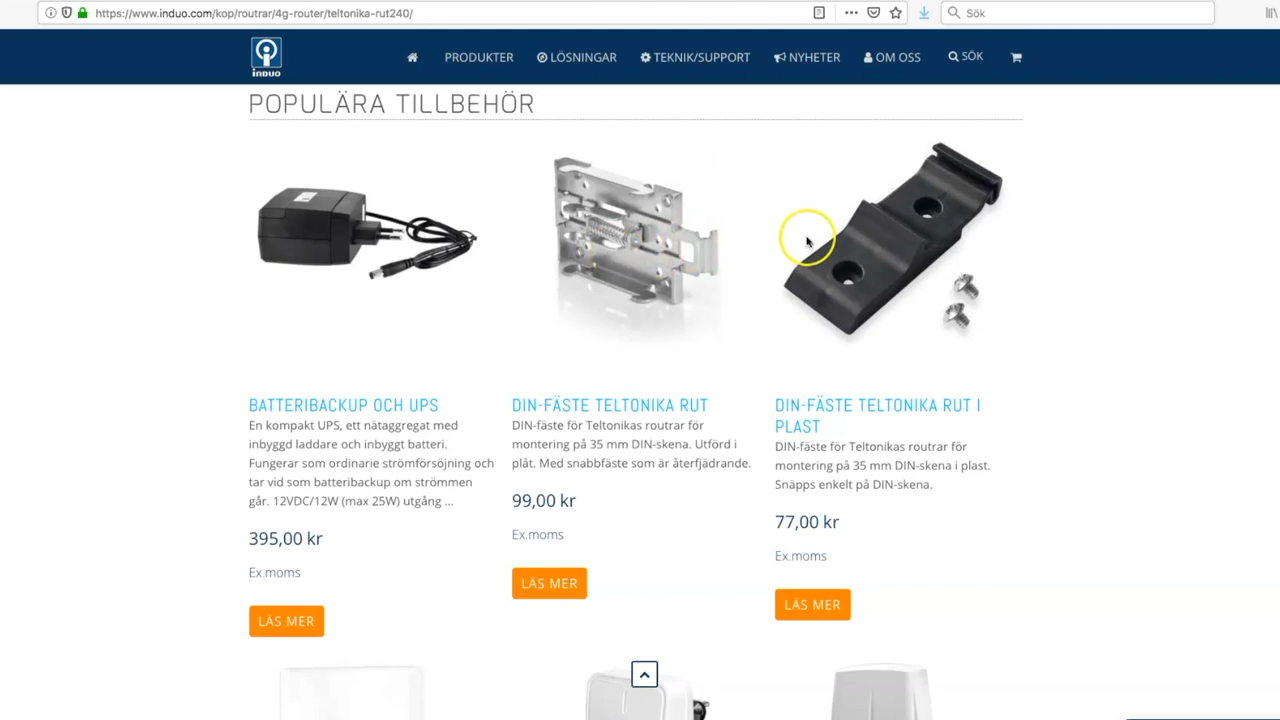 https://www.induo.com/kop/routrar/4g-router/teltonika-rut240/
Sök
INDUO
PRODUKTER
LÖSNINGAR
TEKNIK/SUPPORT
NYHETER
OM OSS
SÖK
POPULÄRA TILLBEHÖR
BATTERIBACKUP OCH UPS
En kompakt UPS, ett nätaggregat med
inbyggd laddare och inbyggt batteri.
Fungerar som ordinarie strömförsöjning och
tar vid som batteribackup om strömmen
går. 12VDC/12W (max 25W) utgång ...
395,00 kr
Ex.moms
LÄS MER
DIN-FÄSTE TELTONIKA RUT
DIN-fäste för Teltonikas routrar för
montering på 35 mm DIN-skena. Utförd i
plåt. Med snabbfäste som är återfjädrande.
99,00 kr
Ex.moms
LÄS MER
DIN-FÄSTE TELTONIKA RUT I
PLAST
DIN-fäste för Teltonikas routrar för
montering på 35 mm DIN-skena i plast.
Snäpps enkelt på DIN-skena.
77,00 kr
Ex.moms
LÄS MER